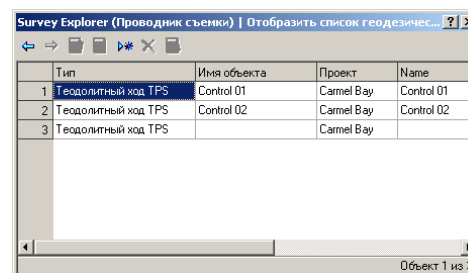 Survey Explorer (Проводник съемки) | Отобразить список геодезичес...
Тип Имя объекта Проект Name
1 Теодолитный ход TPS Control 01 Carmel Bay Control 01
2 Теодолитный ход TPS Control 02 Carmel Bay Control 02
3 Теодолитный ход TPS Carmel Bay
Объект 1 из